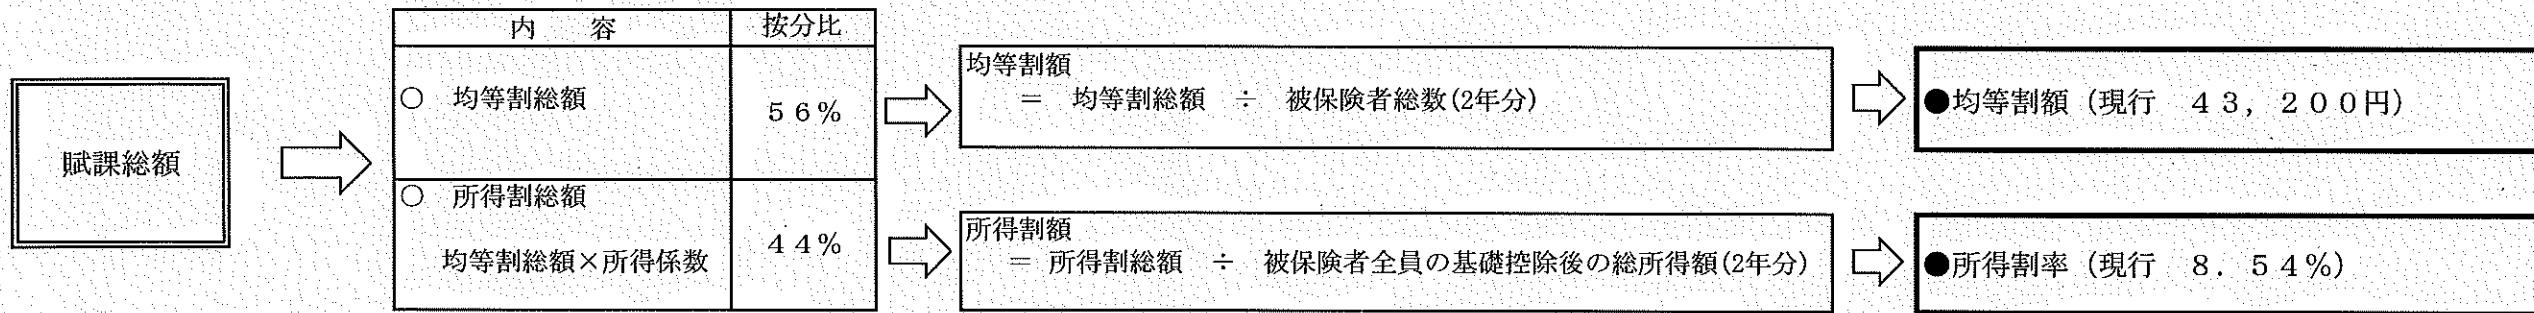 賦課総額
内　　容
按分比
○　均等割総額
５６％
○　所得割総額
均等割総額×所得係数
４４％
均等割額
＝　均等割総額　÷　被保険者総数(2年分)
所得割額
＝ 所得割総額　÷　被保険者全員の基礎控除後の総所得額(2年分)
●均等割額（現行　４３，２００円）
●所得割率（現行　８．５４％）